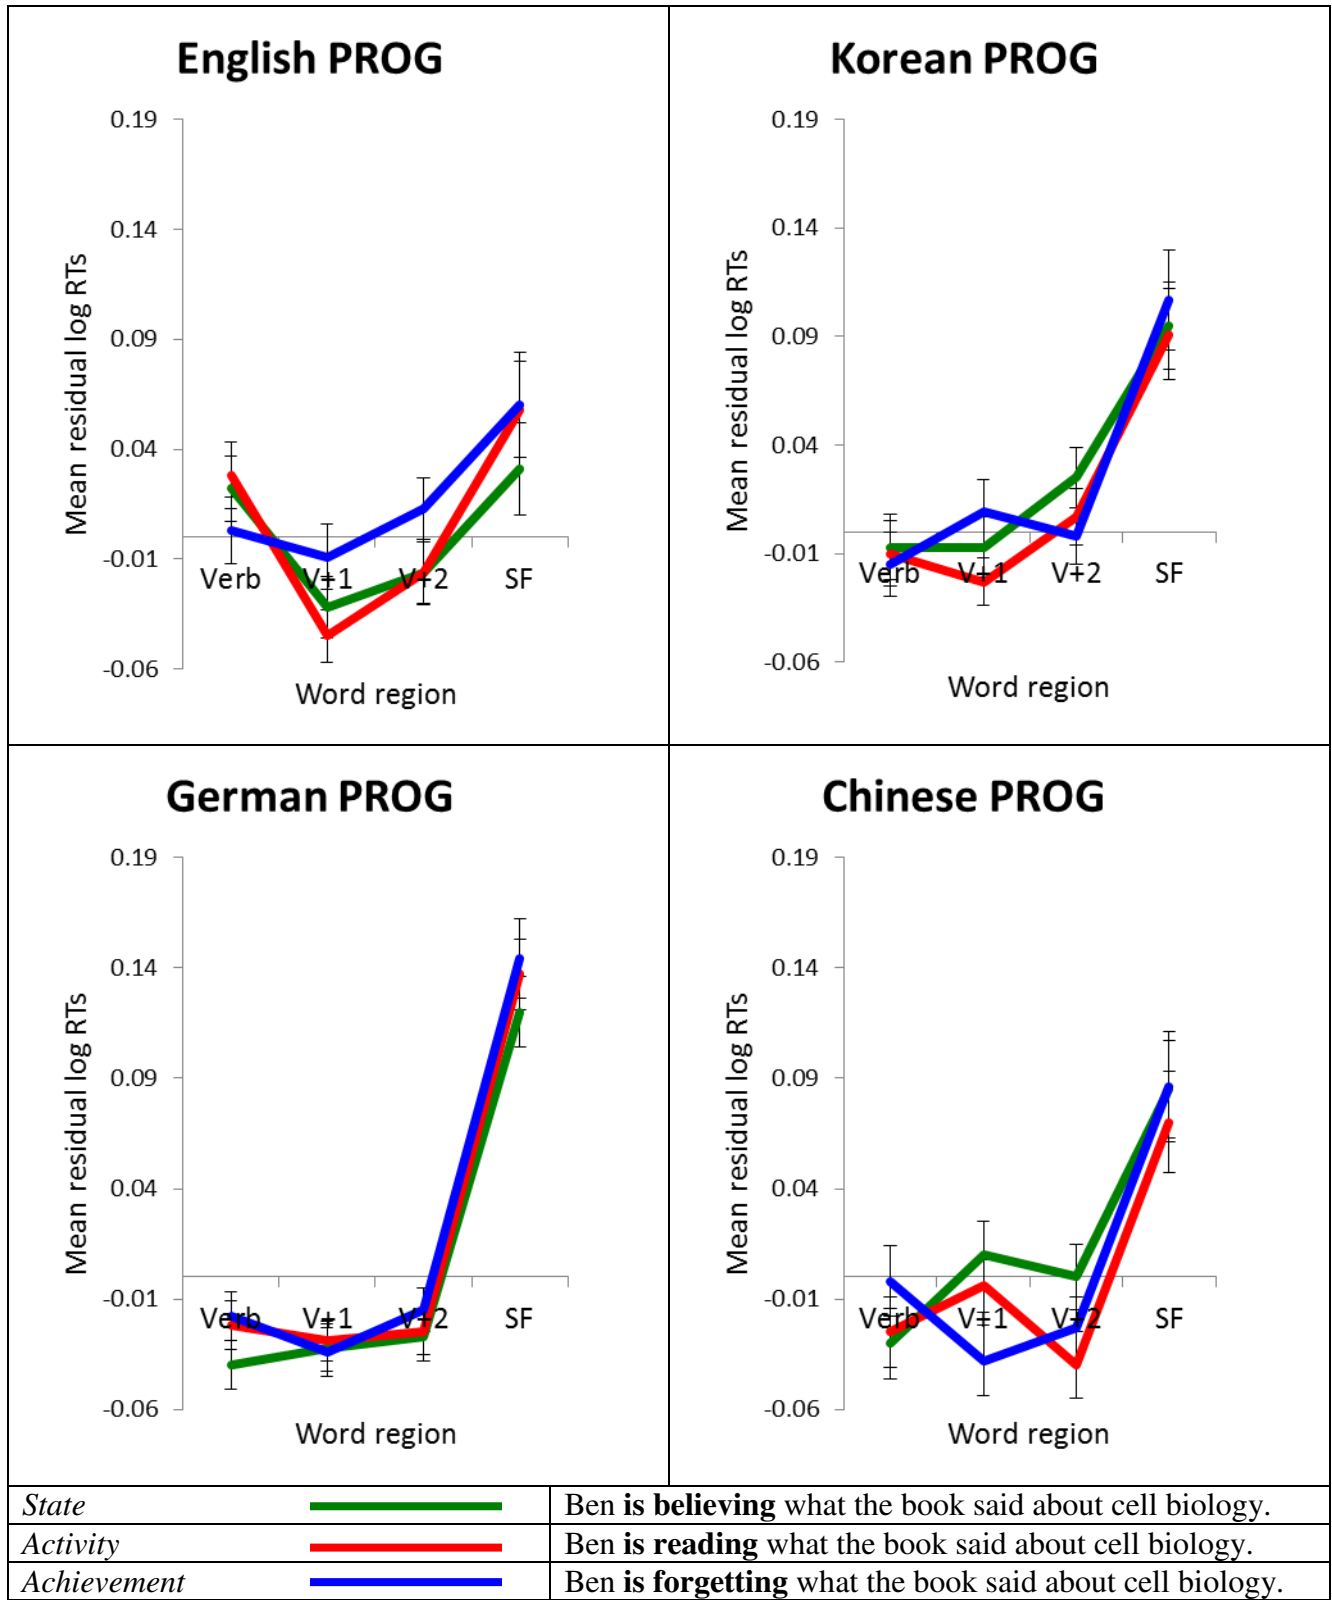 English PROG
0.19
0.14
0.09
0.04
-0.01
-0.06
Mean residual log RTs
Verb V+1 V+2 SF
Word region
Korean PROG
0.19
0.14
0.09
0.04
-0.01
-0.06
Mean residual log RTs
Verb V+1 V+2 SF
Word region
German PROG
0.19
0.14
0.09
0.04
-0.01
-0.06
Mean residual log RTs
Verb V+1 V+2 SF
Word region
Chinese PROG
0.19
0.14
0.09
0.04
-0.01
-0.06
Mean residual log RTs
Verb V+1 V+2 SF
Word region
State Ben is believing what the book said about cell biology.
Activity Ben is reading what the book said about cell biology.
Achievement Ben is forgetting what the book said about cell biology.